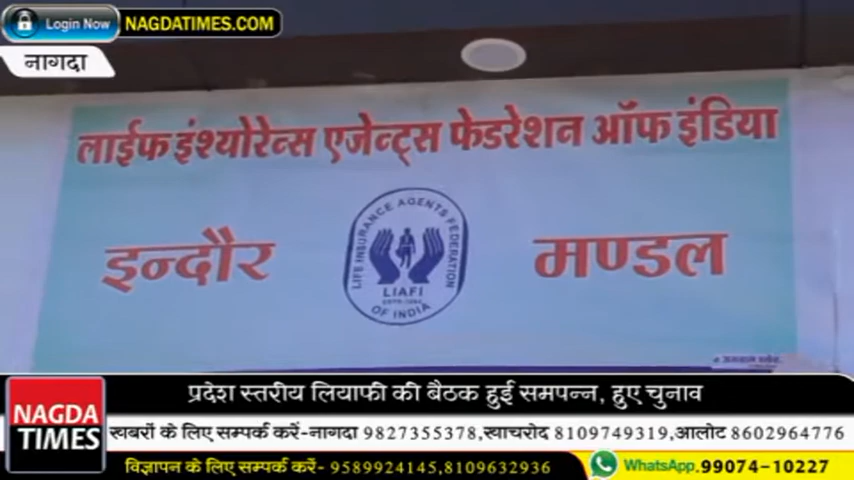 Login Now NAGDATIMES.COM
नागदा
लाईफ इंश्योरेन्स एजेन्ट्स फेडरेशन ऑफ इंडिया
इन्दौर मण्डल
LIFE INSURANCE AGENTS FEDERATION
LIAFI
OF INDIA
प्रदेश स्तरीय लियाफी की बैठक हुई समपन्न, हुए चुनाव
NAGDA
TIMES
खबरों के लिए सम्पर्क करें-नागदा 9827355378,खाचरोद 8109749319,आलोट 8602964776
विज्ञापन के लिए सम्पर्क करें- 9589924145,8109632936
WhatsApp.99074-10227